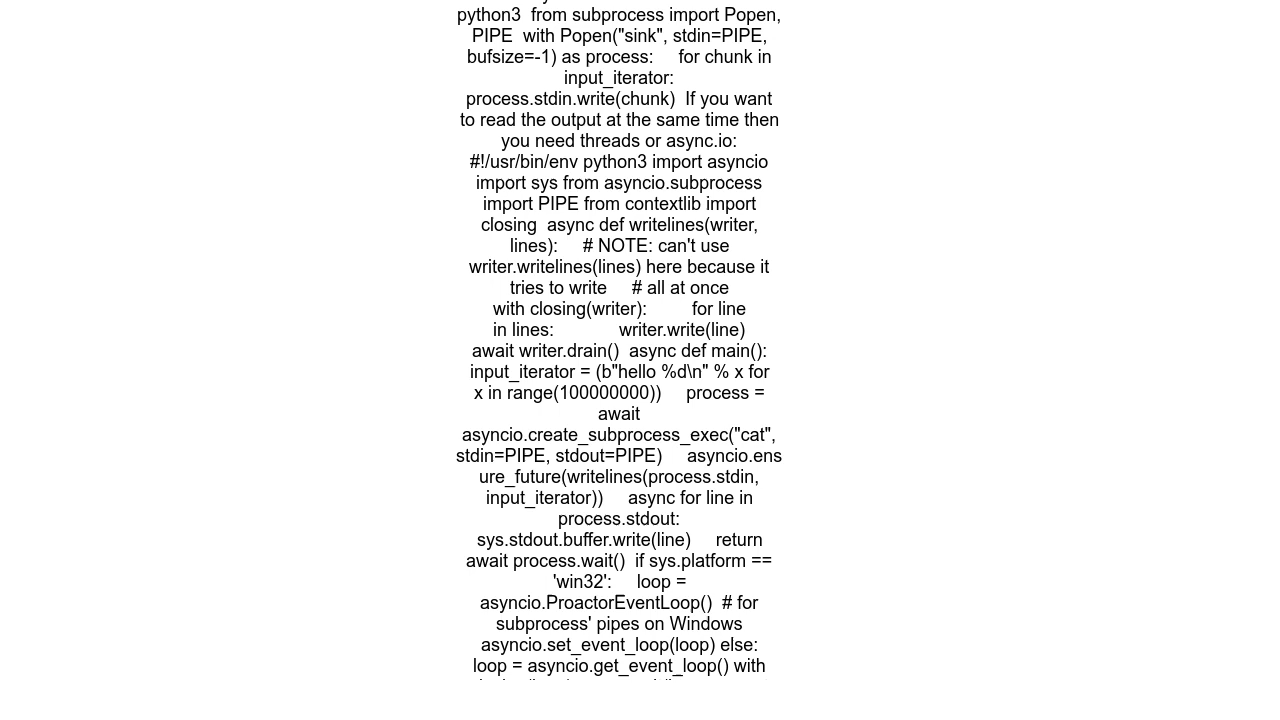 python3  from subprocess import Popen,
PIPE  with Popen("sink", stdin=PIPE,
bufsize=-1) as process:     for chunk in
input_iterator:
process.stdin.write(chunk)  If you want
to read the output at the same time then
you need threads or async.io:
#!/usr/bin/env python3 import asyncio
import sys from asyncio.subprocess
import PIPE from contextlib import
closing  async def writelines(writer,
lines):     # NOTE: can't use
writer.writelines(lines) here because it
tries to write     # all at once
with closing(writer):         for line
in lines:             writer.write(line)
await writer.drain()  async def main():
input_iterator = (b"hello %d\n" % x for
x in range(100000000))     process =
await
asyncio.create_subprocess_exec("cat",
stdin=PIPE, stdout=PIPE)     asyncio.ens
ure_future(writelines(process.stdin,
input_iterator))     async for line in
process.stdout:
sys.stdout.buffer.write(line)     return
await process.wait()  if sys.platform ==
'win32':     loop =
asyncio.ProactorEventLoop()  # for
subprocess' pipes on Windows
asyncio.set_event_loop(loop) else:
loop = asyncio.get_event_loop() with